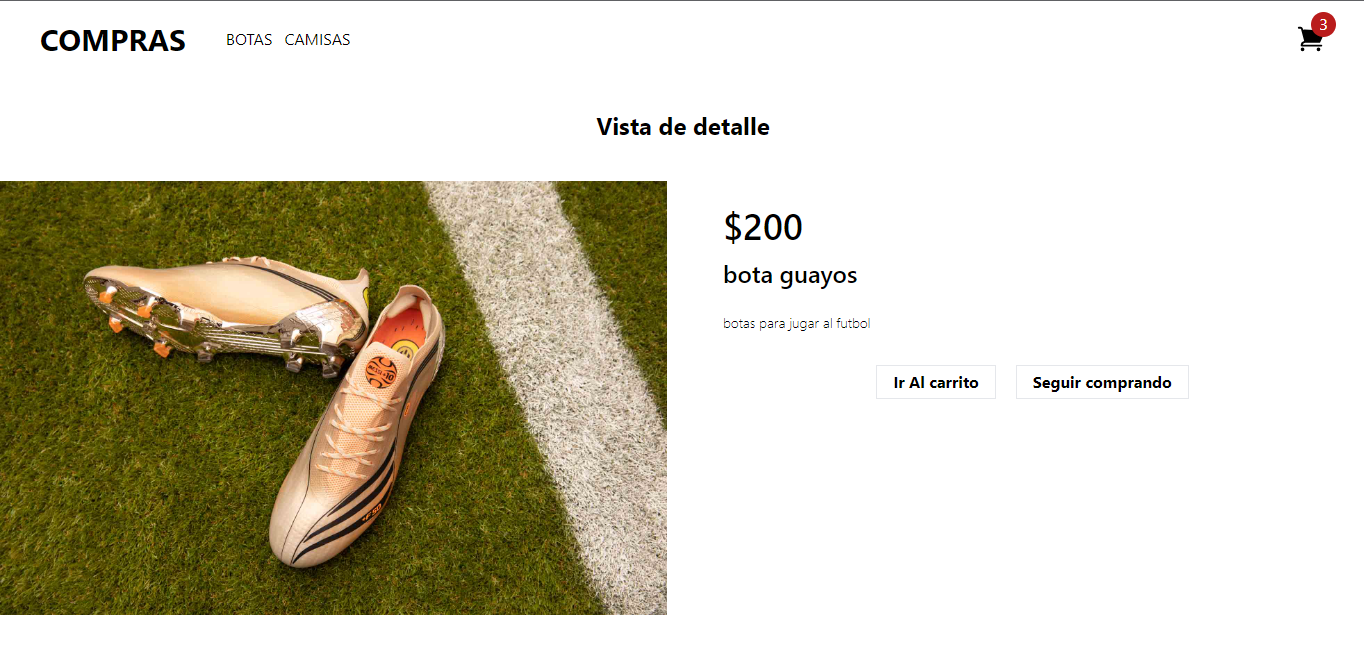 COMPRAS BOTAS CAMISAS 3
Vista de detalle
$200
bota guayos
botas para jugar al futbol
Ir Al carrito Seguir comprando